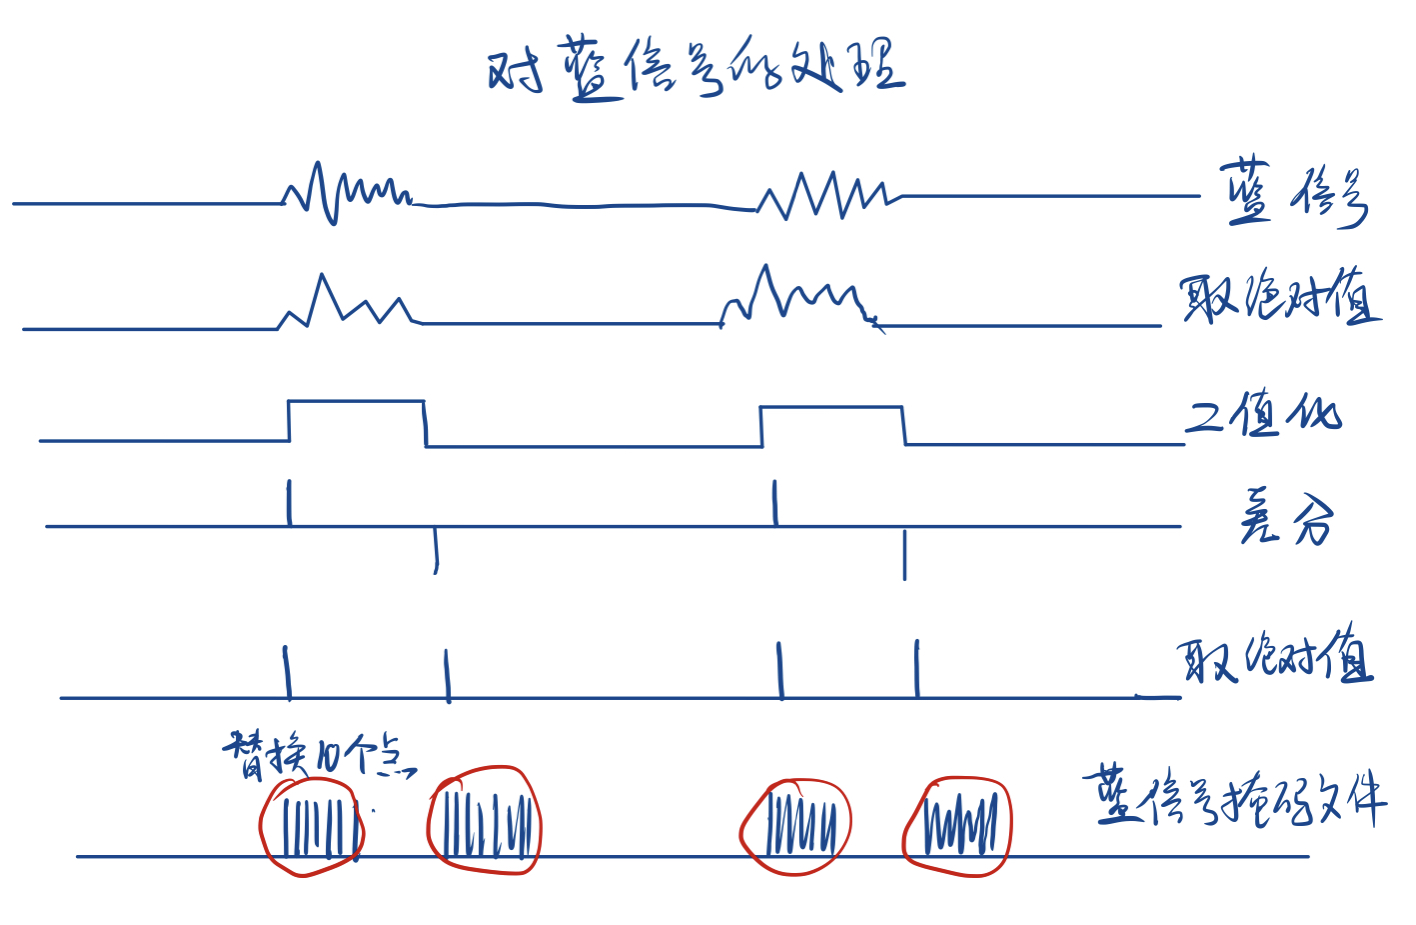 对蓝信号的处理
蓝信号
取绝对值
2值化
差分
取绝对值
替换10个点
蓝信号掩码文件